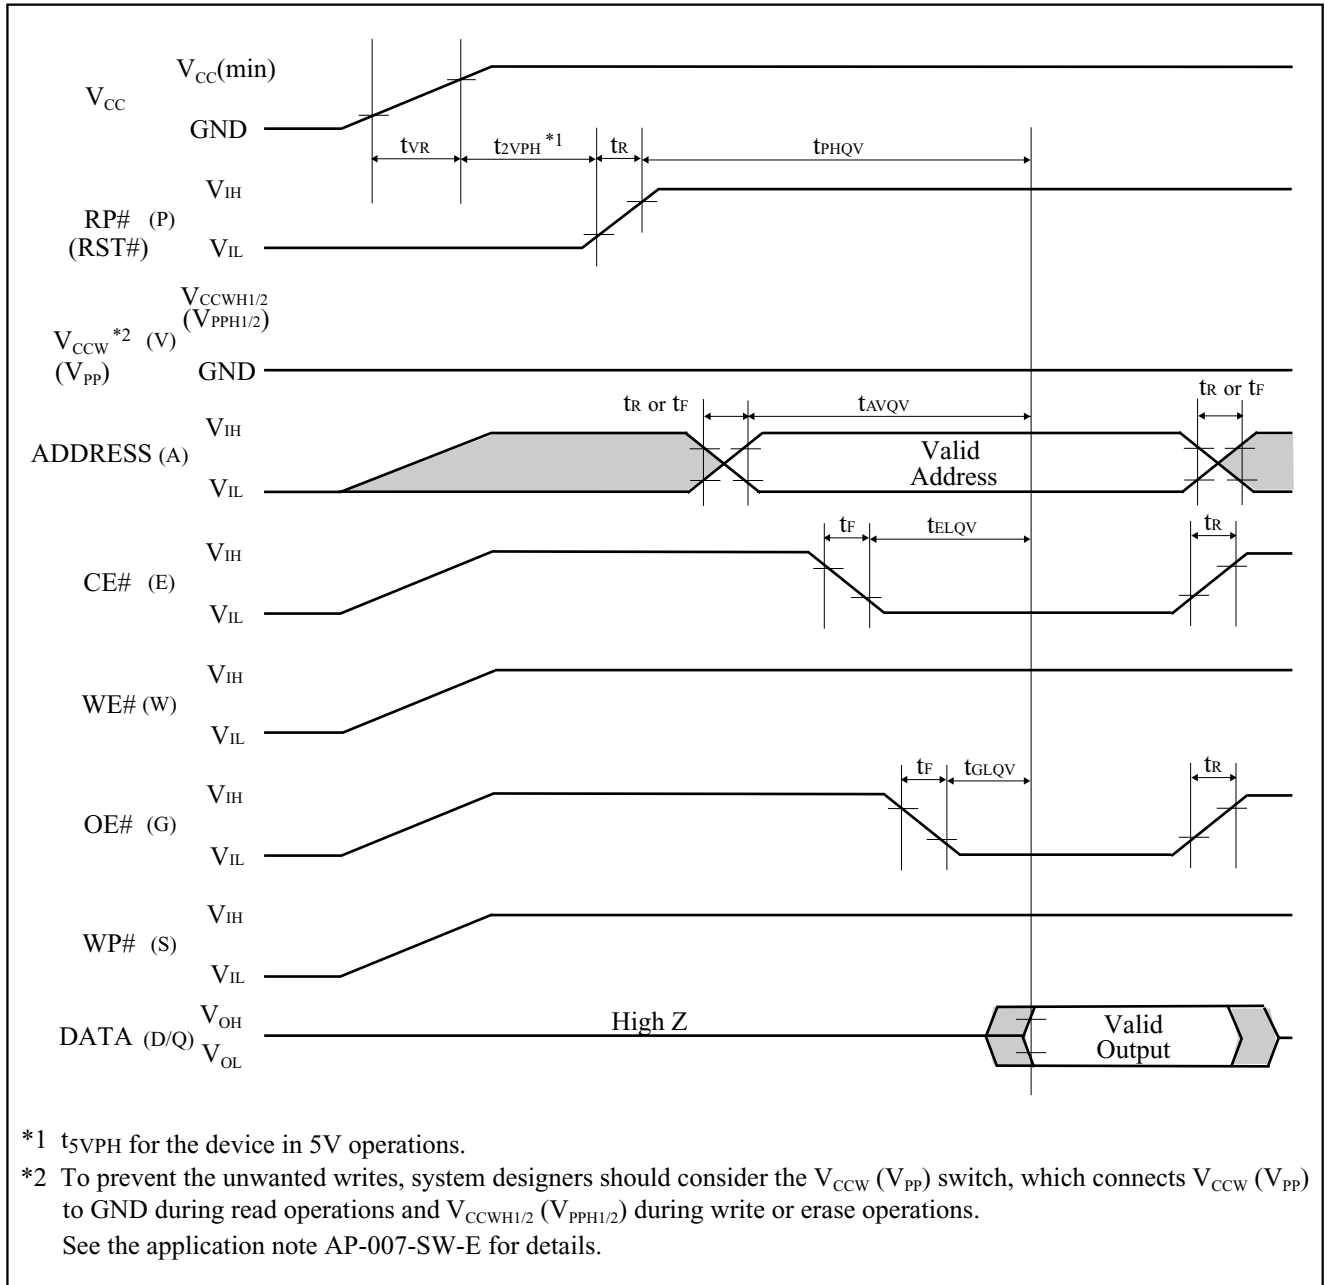 VCC(min)
VCC
GND
tVR
t2VPH *1
tR
tPHQV
VIH
RP# (P)
(RST#)
VIL
VCCWH1/2
(VPPH1/2)
VCCW *2 (V)
(VPP)
GND
tR or tF
tAVQV
tR or tF
VIH
ADDRESS (A)
Valid
Address
VIL
tF
tELQV
tR
VIH
CE# (E)
VIL
VIH
WE# (W)
VIL
tF
tGLQV
tR
VIH
OE# (G)
VIL
VIH
WP# (S)
VIL
VOH
DATA (D/Q)
VOL
High Z
Valid
Output
*1 t5VPH for the device in 5V operations.
*2 To prevent the unwanted writes, system designers should consider the VCCW (VPP) switch, which connects VCCW (VPP)
to GND during read operations and VCCWH1/2 (VPPH1/2) during write or erase operations.
See the application note AP-007-SW-E for details.